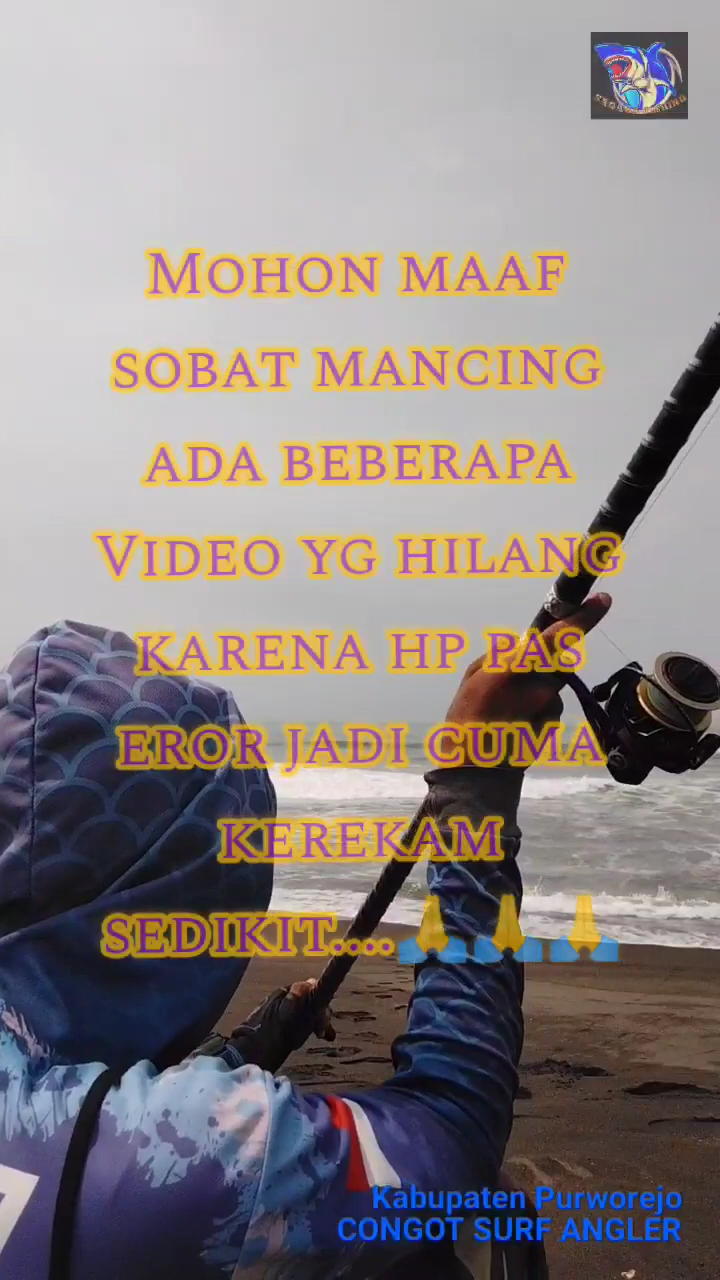 Mohon maaf
sobat mancing
ada beberapa
Video yg hilang
karena hp pas
eror jadi cuma
kerekam
sedikit....🙏🙏🙏
Kabupaten Purworejo
CONGOT SURF ANGLER